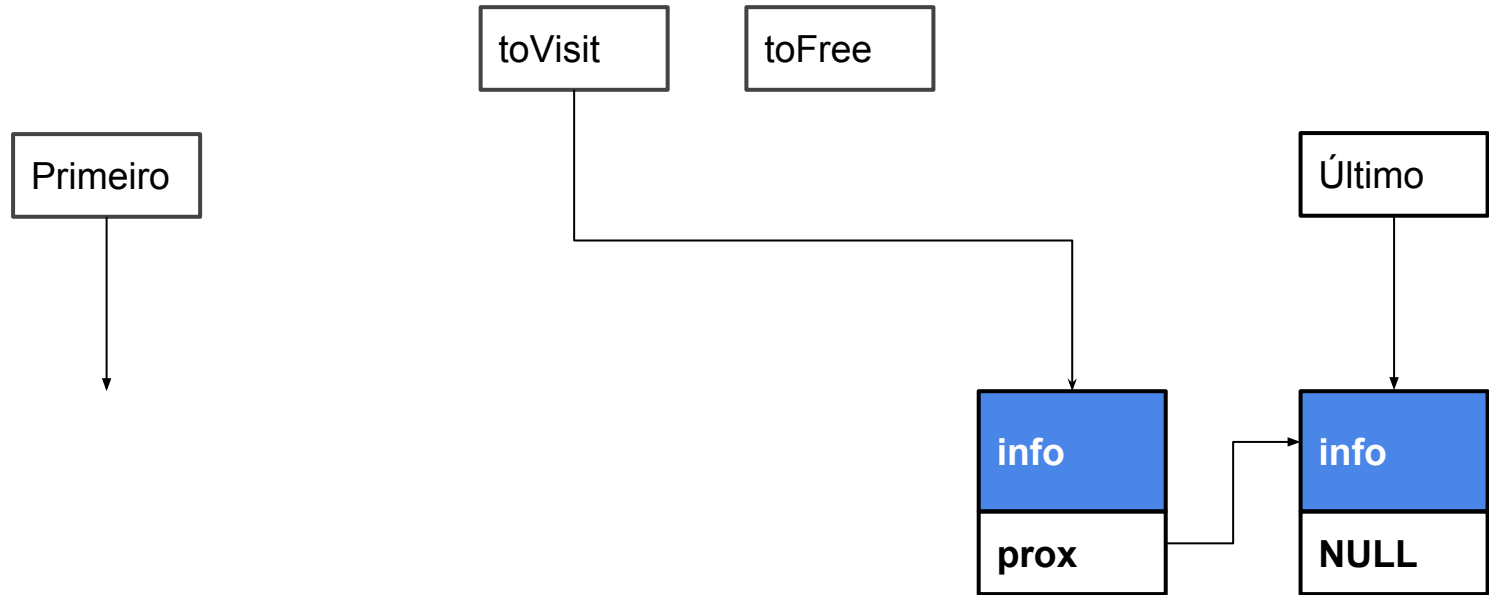 toVisit
toFree
Primeiro
Último
info
info
prox
NULL